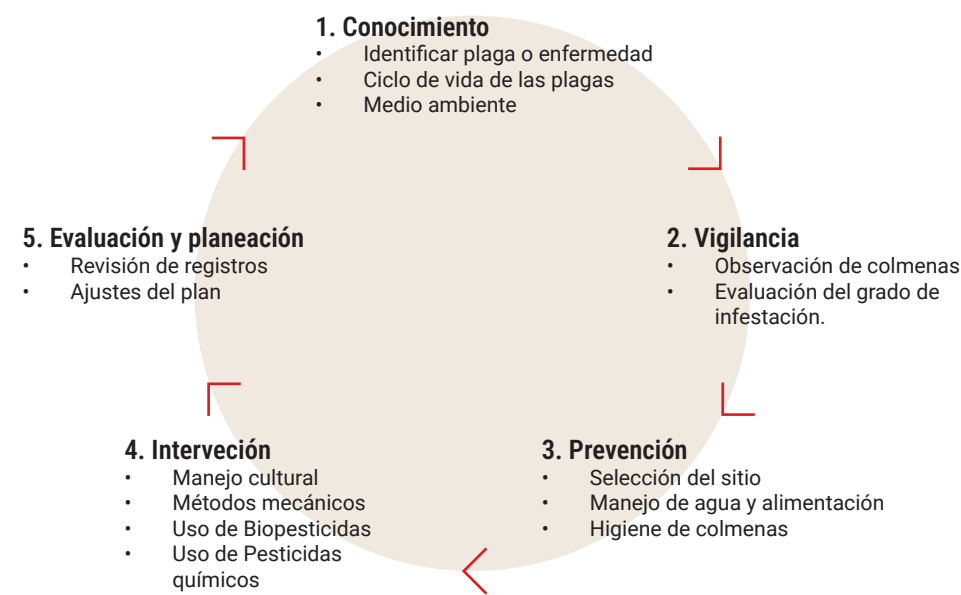 1. Conocimiento
• Identificar plaga o enfermedad
• Ciclo de vida de las plagas
• Medio ambiente
2. Vigilancia
• Observación de colmenas
• Evaluación del grado de
infestación.
3. Prevención
• Selección del sitio
• Manejo de agua y alimentación
• Higiene de colmenas
4. Interveción
• Manejo cultural
• Métodos mecánicos
• Uso de Biopesticidas
• Uso de Pesticidas
químicos
5. Evaluación y planeación
• Revisión de registros
• Ajustes del plan